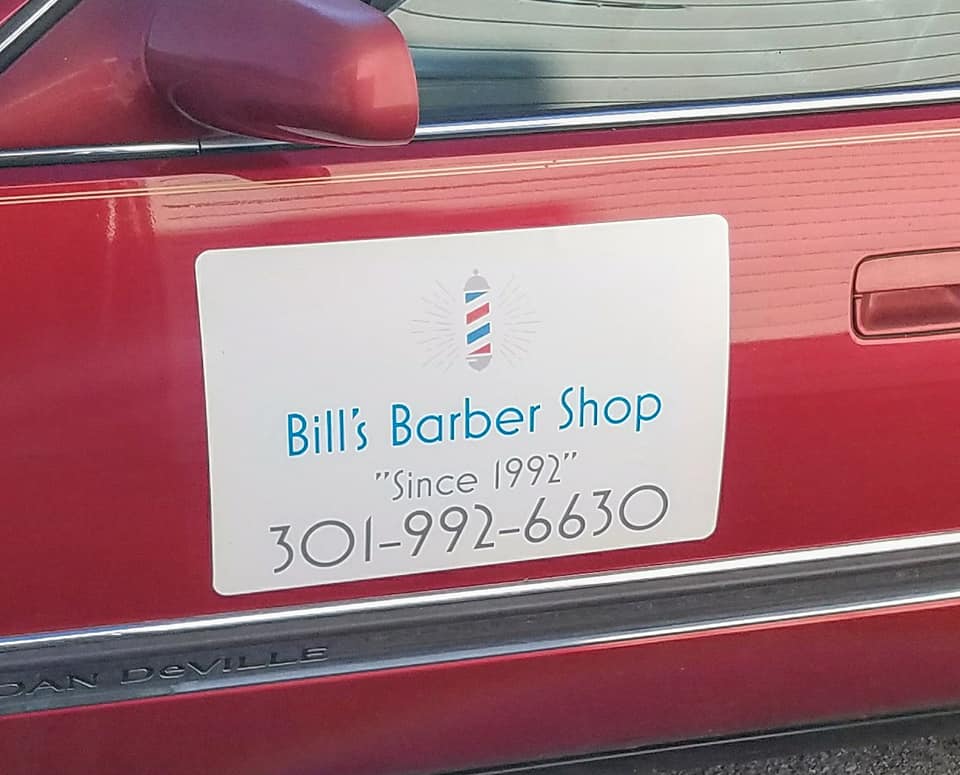 Bill's Barber Shop
"Since 1992"
301-992-6630
DAN DeVILLE